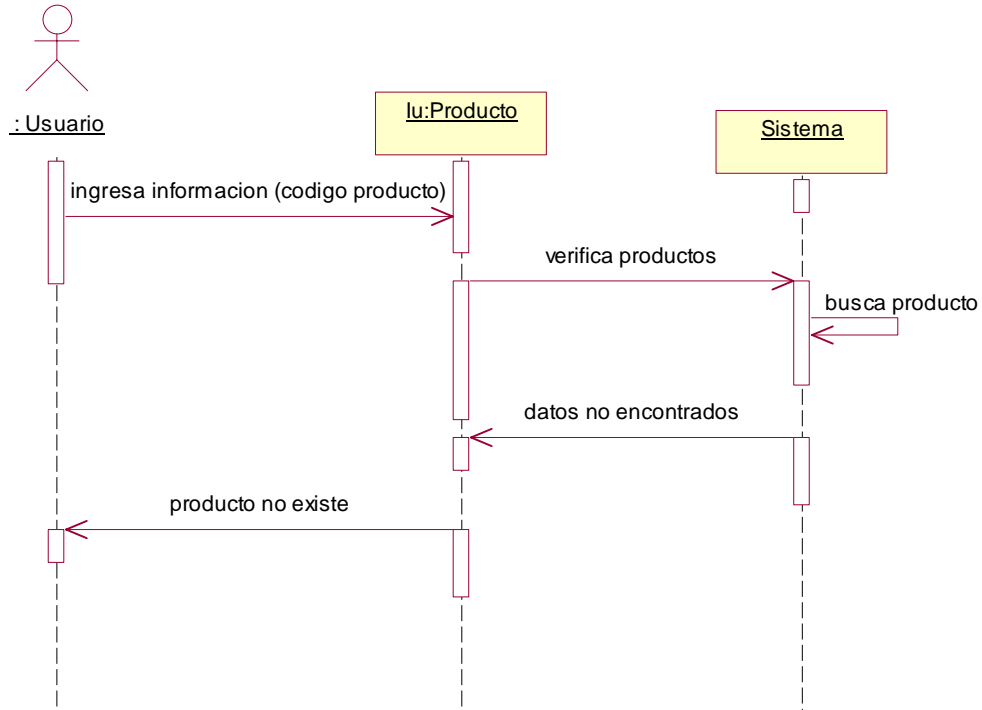 : Usuario
Iu:Producto
Sistema
ingresa informacion (codigo producto)
verifica productos
busca producto
datos no encontrados
producto no existe